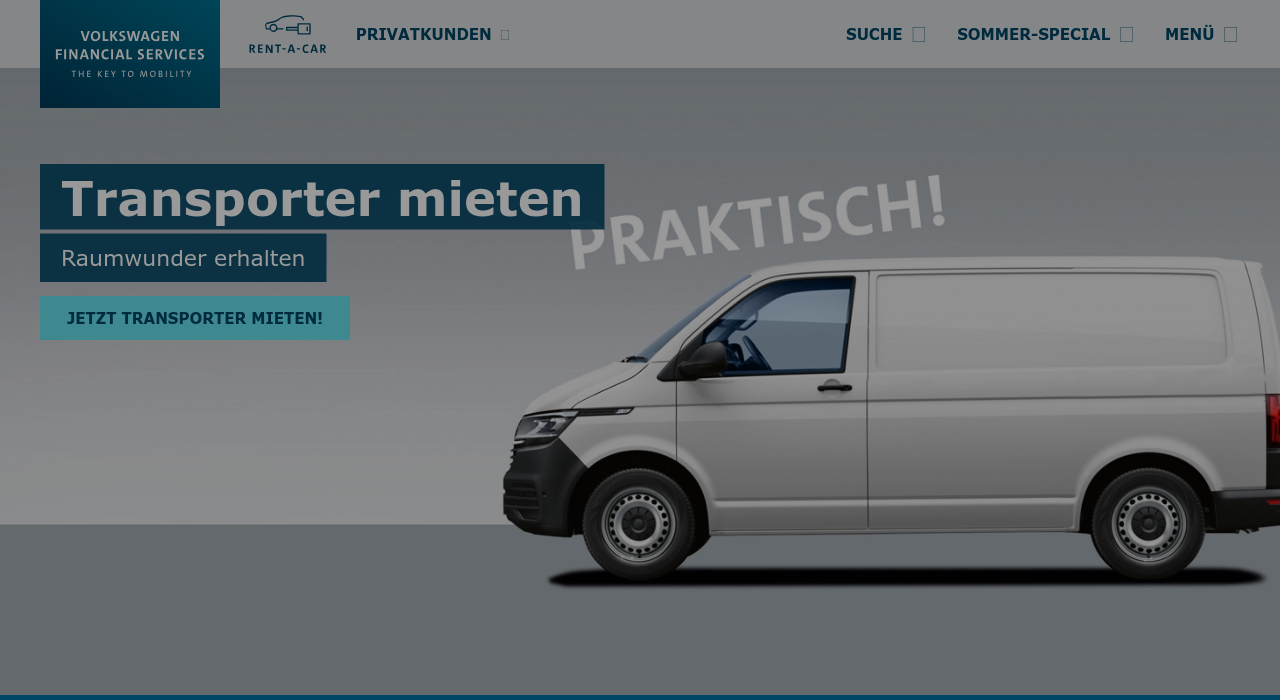 VOLKSWAGEN
FINANCIAL SERVICES
THE KEY TO MOBILITY
RENT-A-CAR
PRIVATKUNDEN
SUCHE
SOMMER-SPECIAL
MENÜ
Transporter mieten
PRAKTISCH!
Raumwunder erhalten
JETZT TRANSPORTER MIETEN!